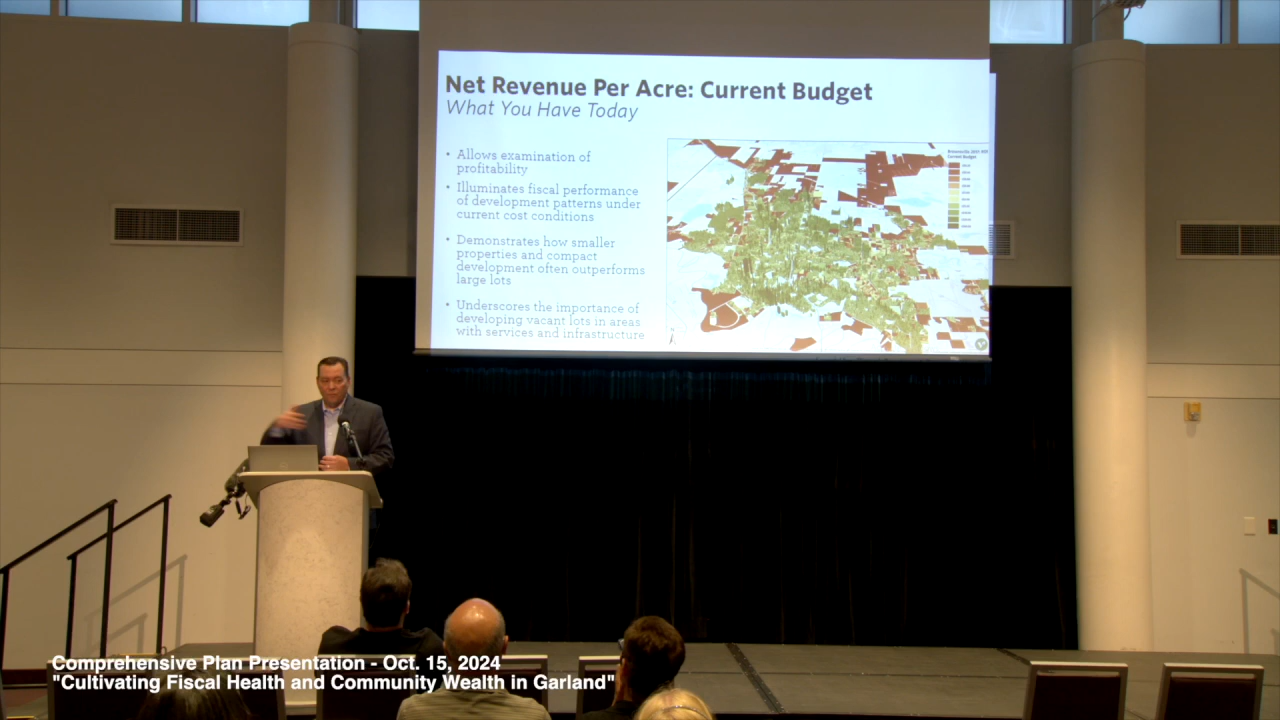 Net Revenue Per Acre: Current Budget
What You Have Today
• Allows examination of
profitability
• Illuminates fiscal performance
of development patterns under
current cost conditions
• Demonstrates how smaller
properties and compact
development often outperforms
large lots
• Underscores the importance of
developing vacant lots in areas
with services and infrastructure
Current Budget
Comprehensive Plan Presentation - Oct. 15, 2024
"Cultivating Fiscal Health and Community Wealth in Garland"